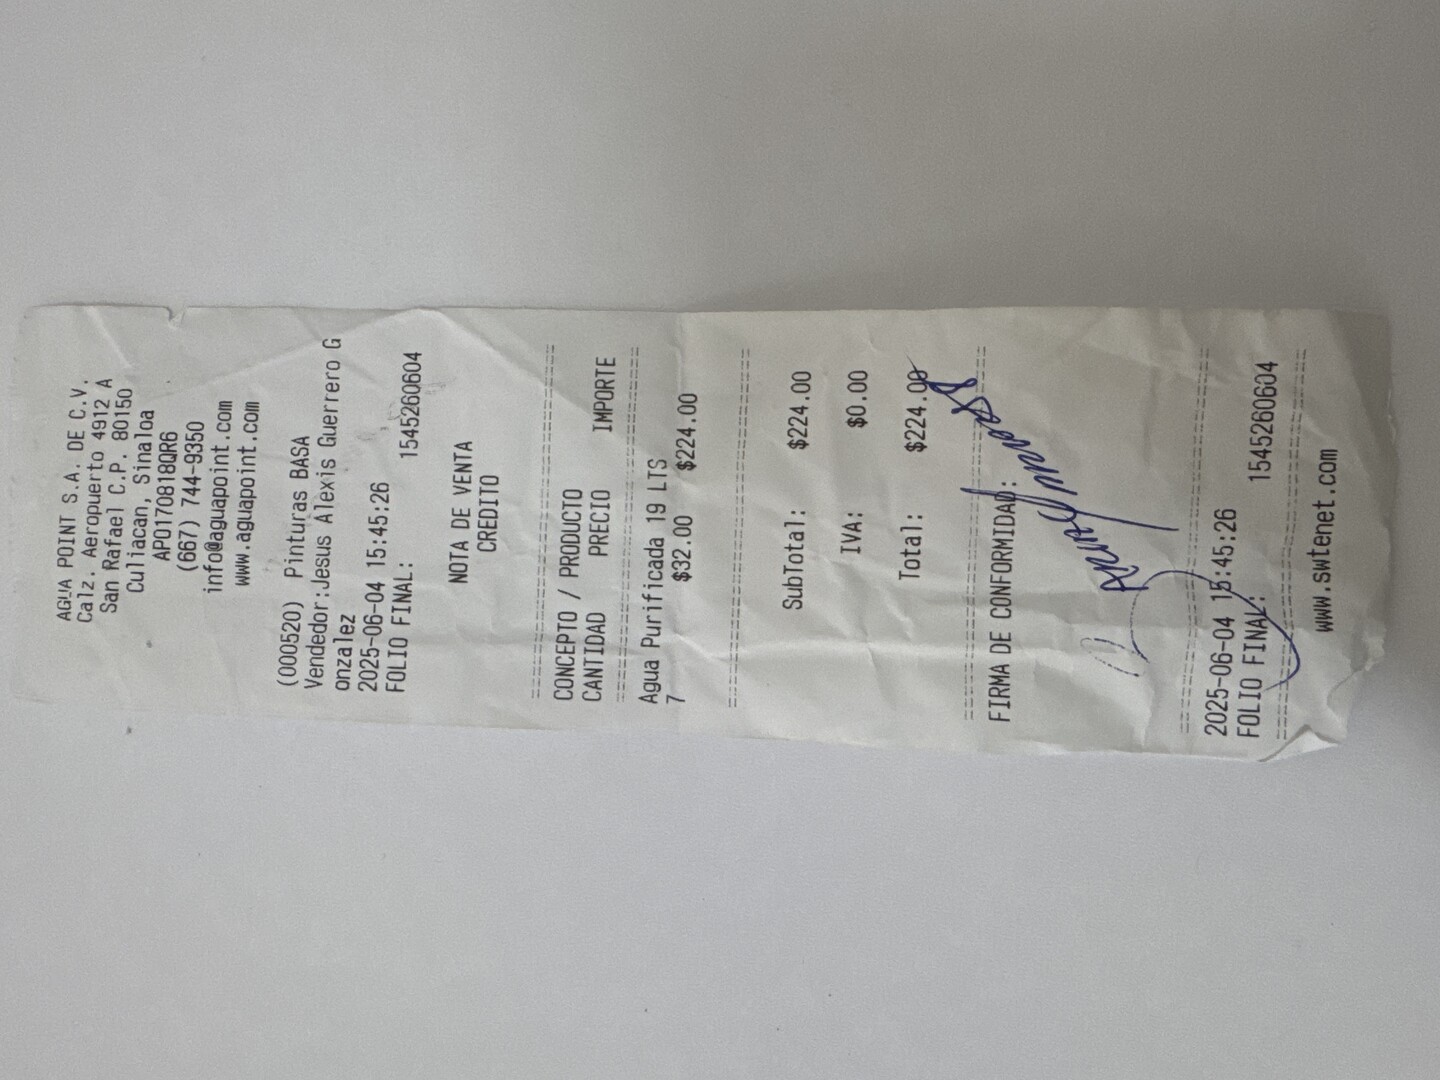 AGUA POINT S.A. DE C.V.
Calz. Aeropuerto 4912 A
San Rafael C.P. 80150
Culiacan, Sinaloa
APO170818QR6
(667) 744-9350
info@aguapoint.com
www.aguapoint.com
(000520) Pinturas BASA
Vendedor:Jesus Alexis Guerrero G
onzalez
2025-06-04 15:45:26
FOLIO FINAL: 1545260604
NOTA DE VENTA
CREDITO
CONCEPTO / PRODUCTO
CANTIDAD PRECIO IMPORTE
Agua Purificada 19 LTS
7 $32.00 $224.00
SubTotal: $224.00
IVA: $0.00
Total: $224.00
FIRMA DE CONFORMIDAD:
2025-06-04 15:45:26
FOLIO FINAL: 1545260604
www.swtenet.com